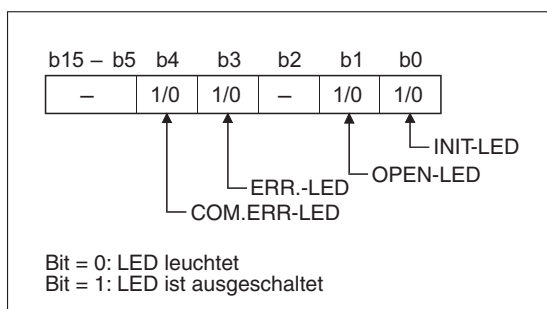 b15 – b5 b4 b3 b2 b1 b0
– 1/0 1/0 – 1/0 1/0
INIT-LED
OPEN-LED
ERR.-LED
COM.ERR-LED
Bit = 0: LED leuchtet
Bit = 1: LED ist ausgeschaltet